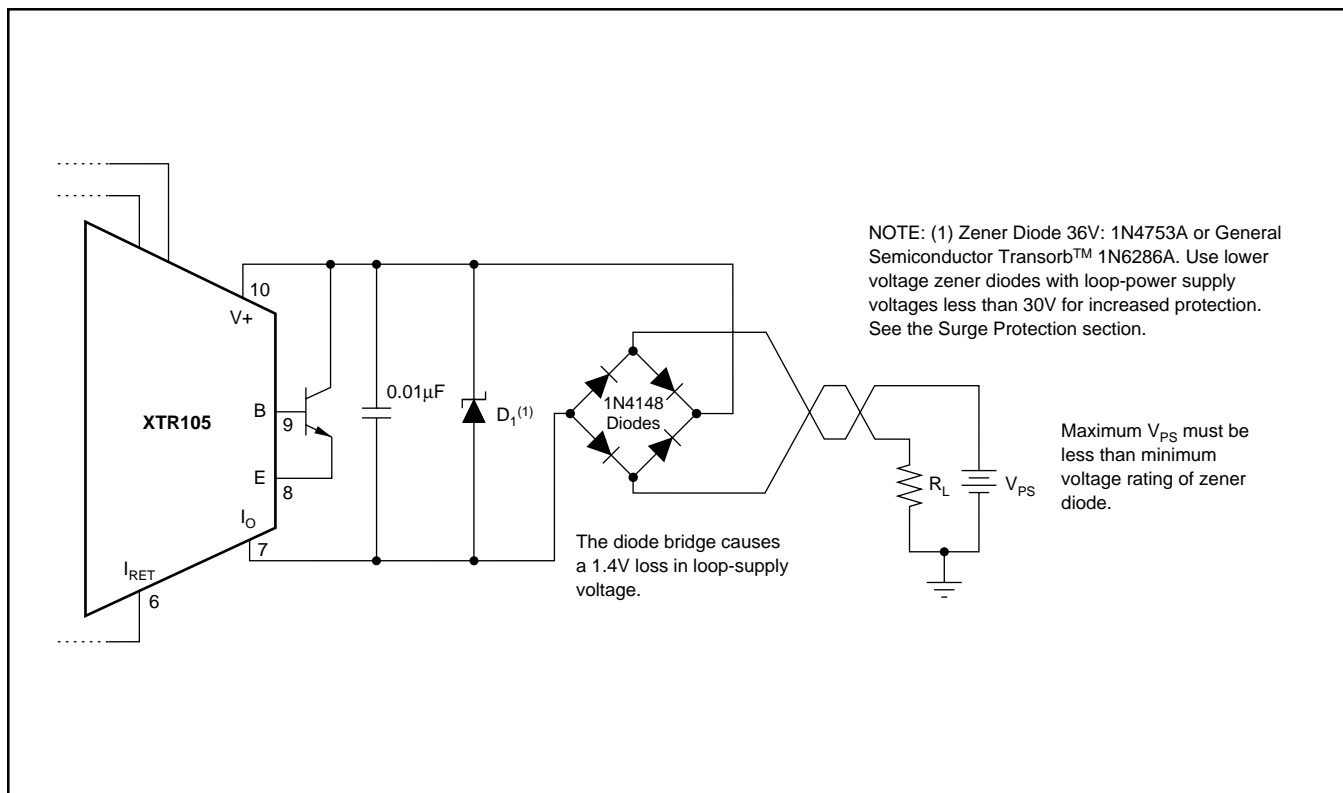 NOTE: (1) Zener Diode 36V: 1N4753A or General
Semiconductor Transorb™ 1N6286A. Use lower
voltage zener diodes with loop-power supply
voltages less than 30V for increased protection.
See the Surge Protection section.
10
V+
0.01µF
D1(1)
1N4148
Diodes
XTR105
B
9
E
8
RL
VPS
Maximum VPS must be
less than minimum
voltage rating of zener
diode.
IO
7
The diode bridge causes
a 1.4V loss in loop-supply
voltage.
IRET
6